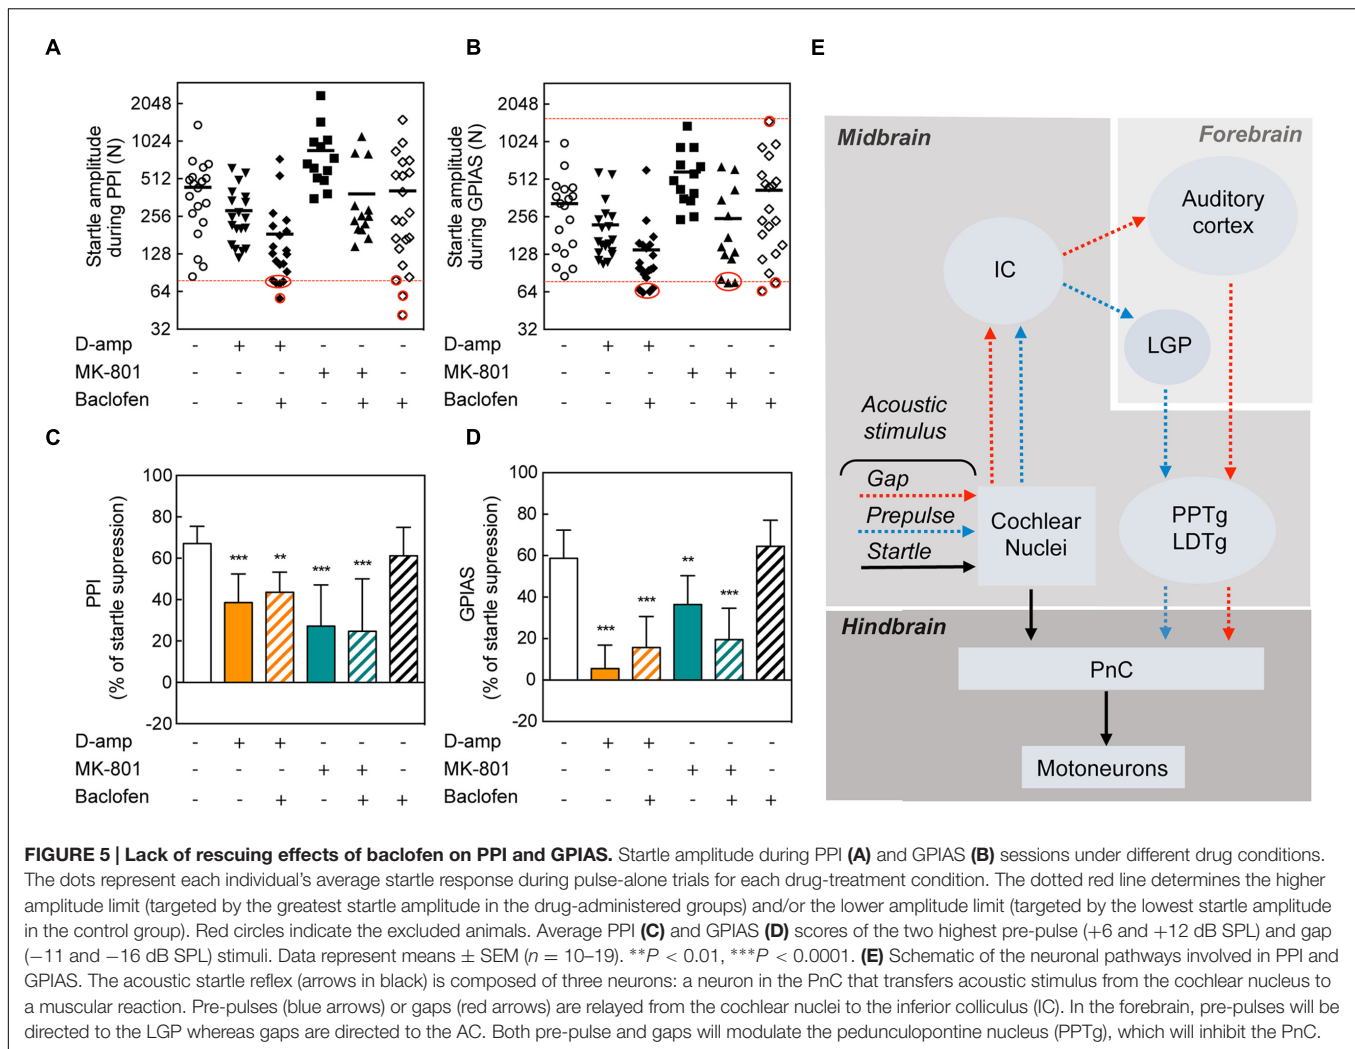 A
Startle amplitude
during PPI (N)
2048
1024
512
256
128
64
32
D-amp - + + - - -
MK-801 - - - + + -
Baclofen - - + - + +
B
Startle amplitude
during GPIAS (N)
2048
1024
512
256
128
64
32
- + + - - -
- - - + + -
- - + - + +
C
PPI
(% of startle supression)
100
80
60
40
20
0
-20
*** ** *** ***
D-amp - + + - - -
MK-801 - - - + + -
Baclofen - - + - + +
D
GPIAS
(% of startle supression)
100
80
60
40
20
0
-20
*** *** ** ***
- + + - - -
- - - + + -
- - + - + +
E
Midbrain
Forebrain
Auditory
cortex
IC
LGP
Acoustic
stimulus
Gap
Prepulse
Startle
Cochlear
Nuclei
PPTg
LDTg
Hindbrain
PnC
Motoneurons
FIGURE 5 | Lack of rescuing effects of baclofen on PPI and GPIAS. Startle amplitude during PPI (A) and GPIAS (B) sessions under different drug conditions.
The dots represent each individual's average startle response during pulse-alone trials for each drug-treatment condition. The dotted red line determines the higher
amplitude limit (targeted by the greatest startle amplitude in the drug-administered groups) and/or the lower amplitude limit (targeted by the lowest startle amplitude
in the control group). Red circles indicate the excluded animals. Average PPI (C) and GPIAS (D) scores of the two highest pre-pulse (+6 and +12 dB SPL) and gap
(−11 and −16 dB SPL) stimuli. Data represent means ± SEM (n = 10–19). **P < 0.01, ***P < 0.0001. (E) Schematic of the neuronal pathways involved in PPI and
GPIAS. The acoustic startle reflex (arrows in black) is composed of three neurons: a neuron in the PnC that transfers acoustic stimulus from the cochlear nucleus to
a muscular reaction. Pre-pulses (blue arrows) or gaps (red arrows) are relayed from the cochlear nuclei to the inferior colliculus (IC). In the forebrain, pre-pulses will be
directed to the LGP whereas gaps are directed to the AC. Both pre-pulse and gaps will modulate the pedunculopontine nucleus (PPTg), which will inhibit the PnC.